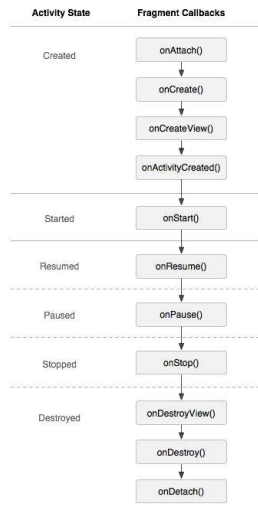 Activity State Fragment Callbacks
Created
onAttach()
onCreate()
onCreateView()
onActivityCreated()
Started
onStart()
Resumed
onResume()
Paused
onPause()
Stopped
onStop()
Destroyed
onDestroyView()
onDestroy()
onDetach()